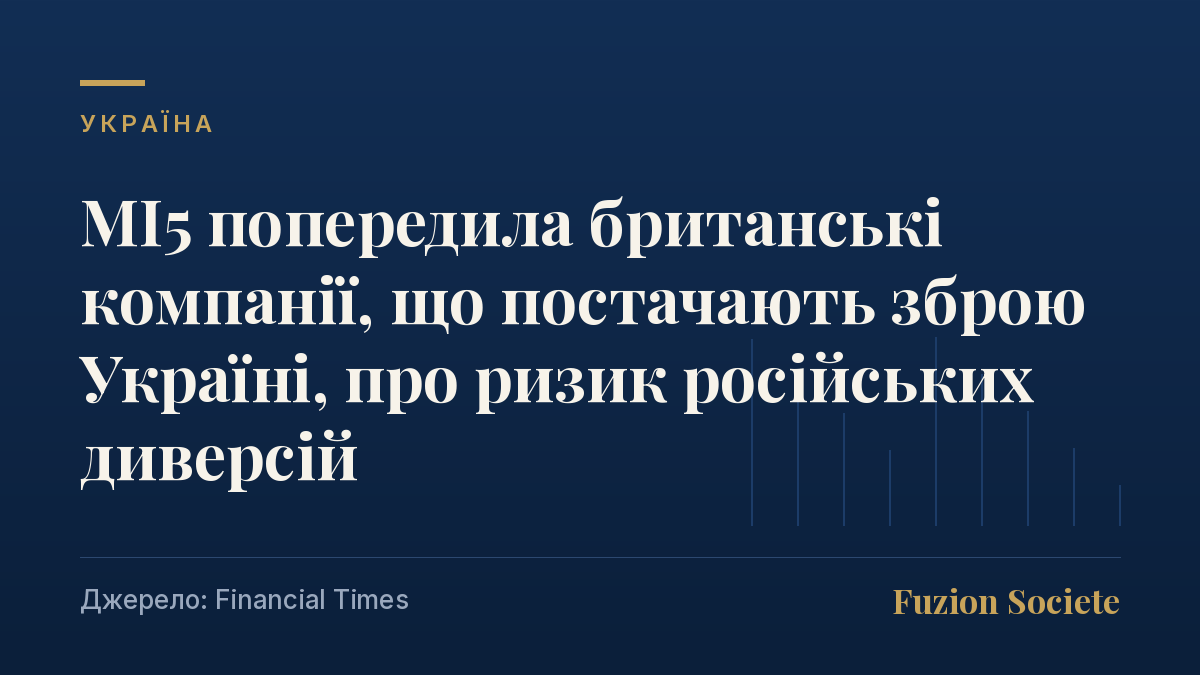 УКРАЇНА
MI5 попередила британські
компанії, що постачають зброю
Україні, про ризик російських
диверсій
Джерело: Financial Times
Fuzion Societe